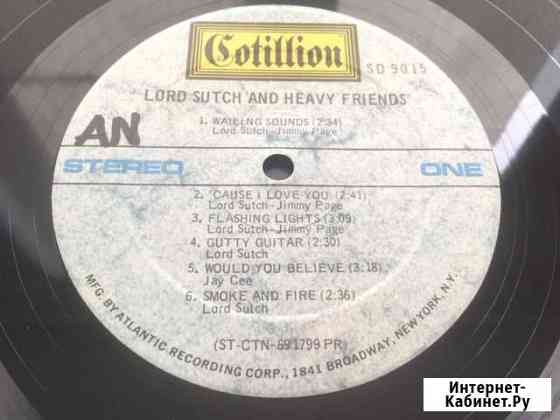 Cotillion
SD 9015
LORD SUTCH AND HEAVY FRIENDS
1. WAILING SOUNDS (2:34)
Lord Sutch-Jimmy Page
AN
STEREO ONE
2. 'CAUSE I LOVE YOU (2:41)
Lord Sutch-Jimmy Page
3. FLASHING LIGHTS (3:09)
Lord Sutch-Jimmy Page
4. GUTTY GUITAR (2:30)
Lord Sutch
5. WOULD YOU BELIEVE (3:18)
Jay Cee
6. SMOKE AND FIRE (2:36)
Lord Sutch
(ST-CTN-691799 PR)
MFG. BY ATLANTIC RECORDING CORP., 1841 BROADWAY, NEW YORK, N.Y.
Интернет-
Кабинет.Ру